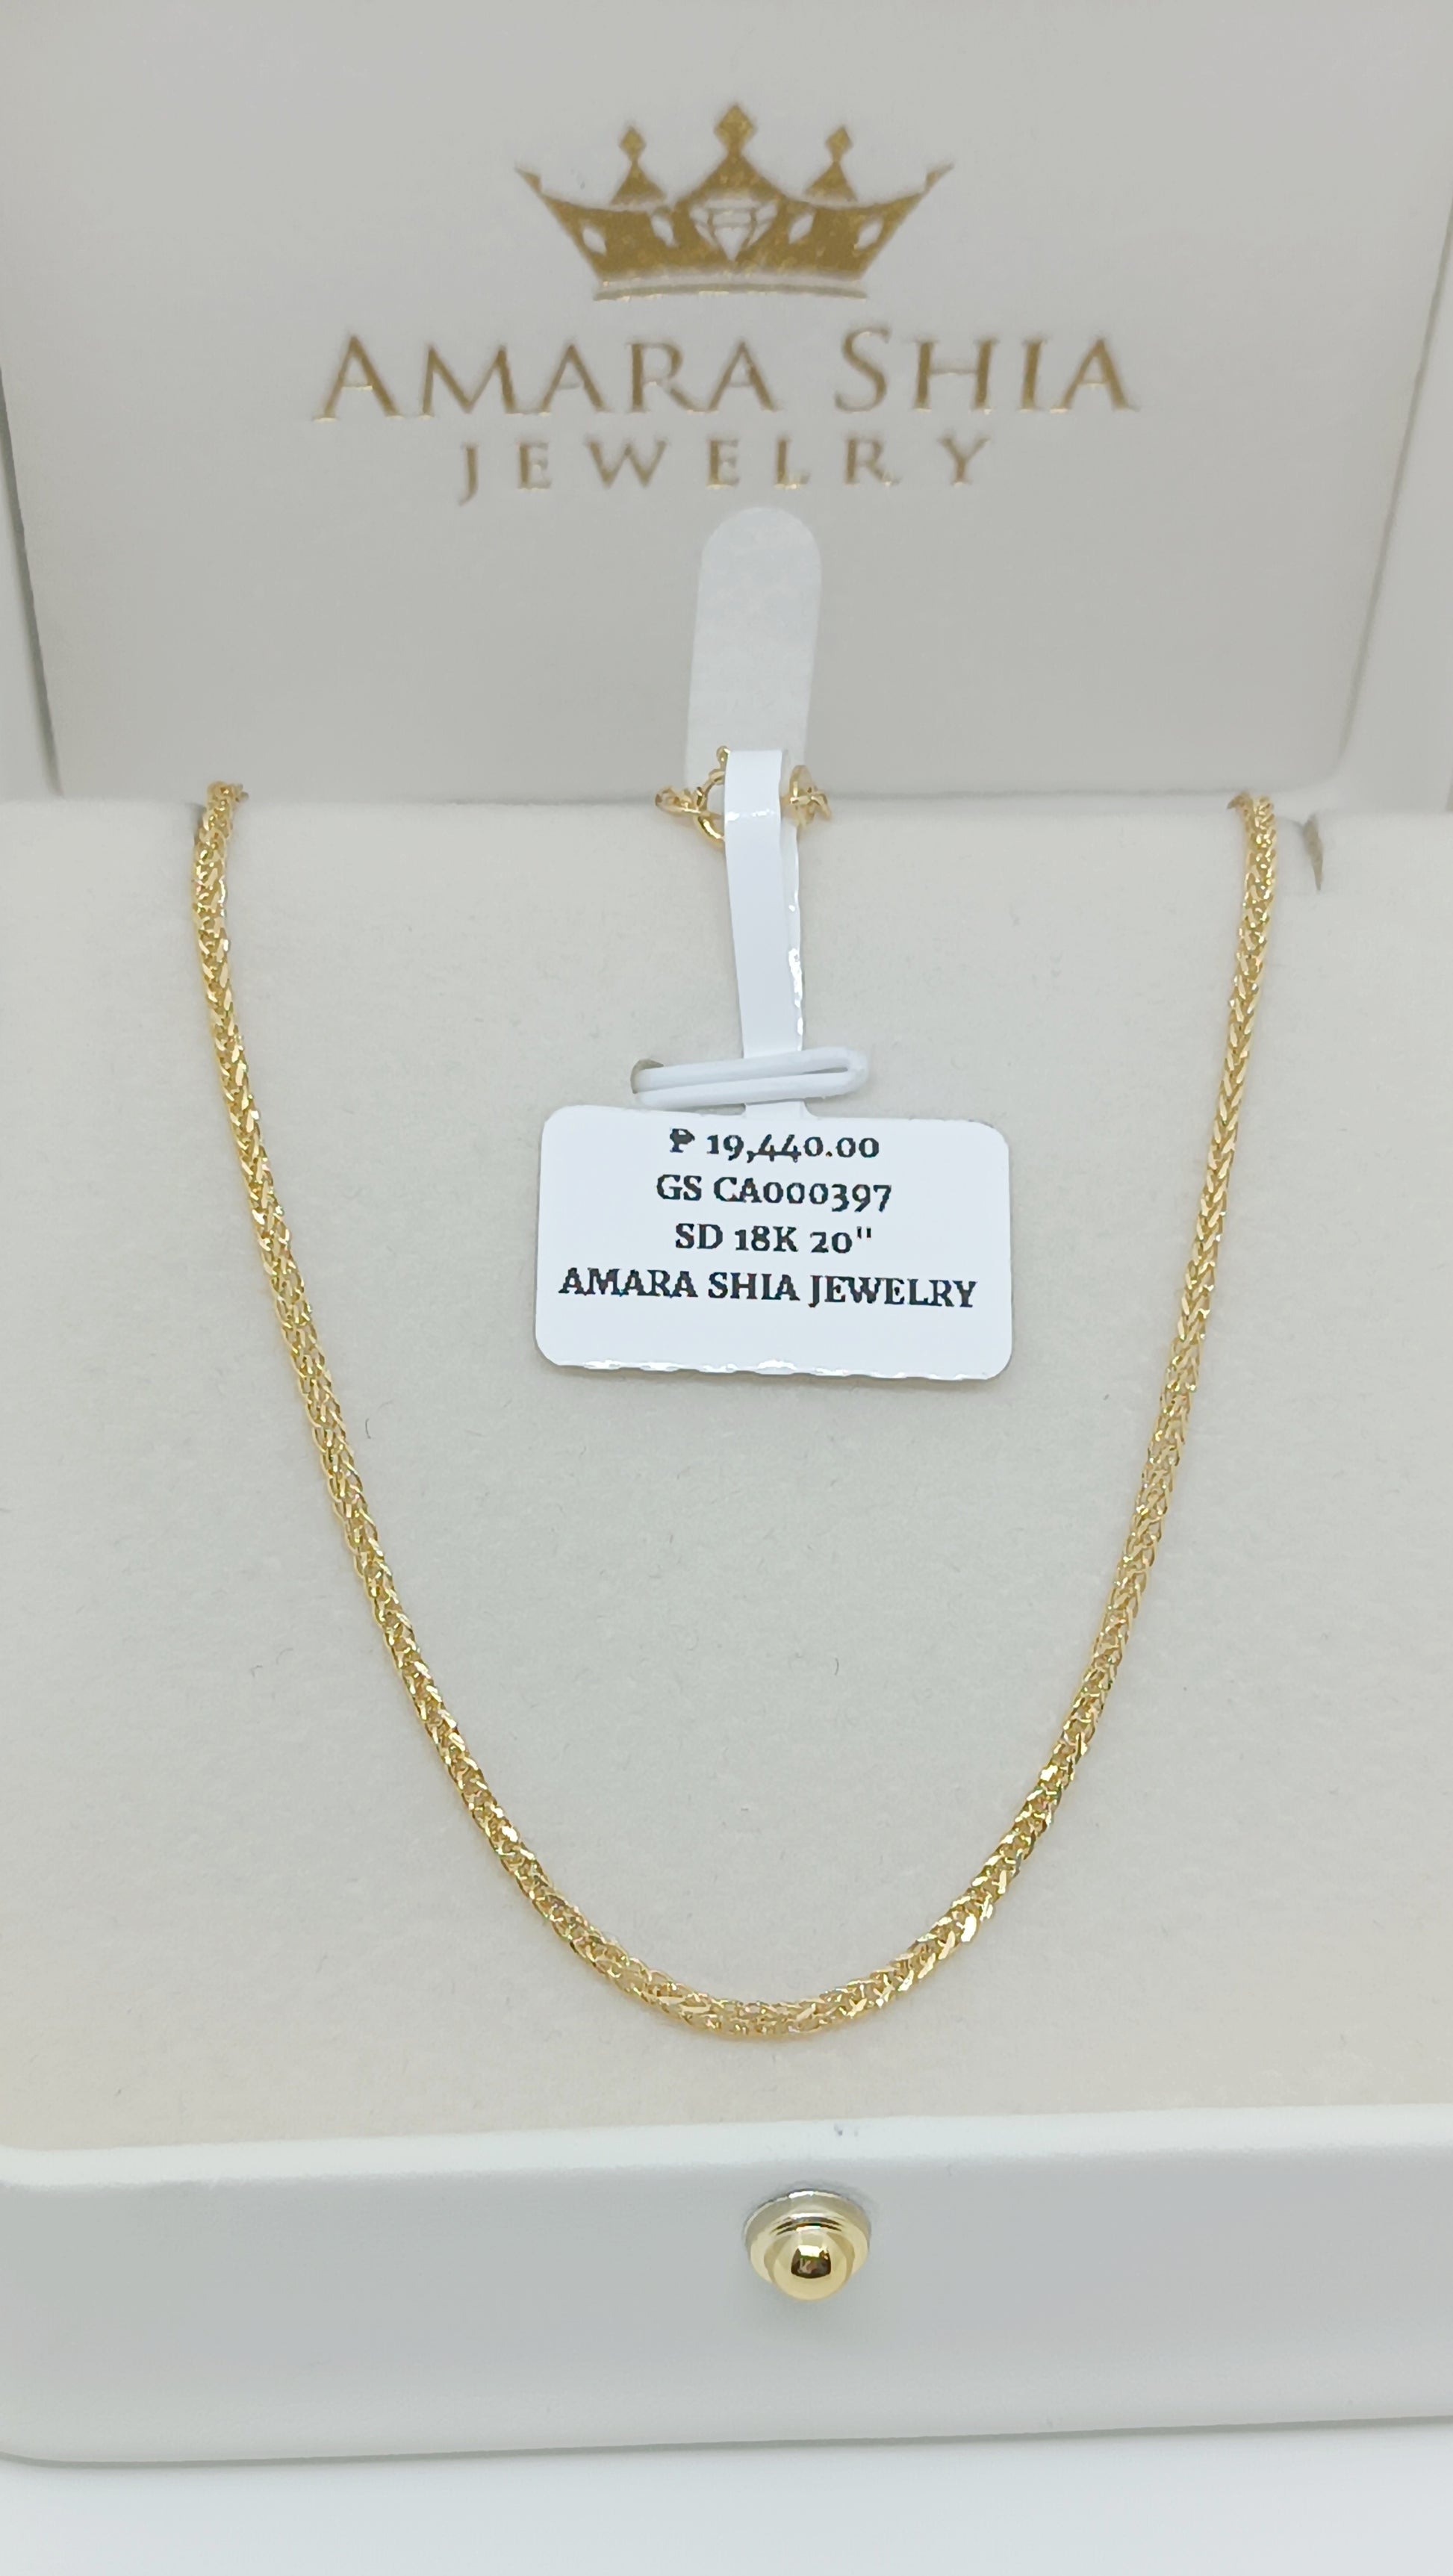 AMARA SHIA
JEWELRY
₱ 19,440.00
GS CA000397
SD 18K 20"
AMARA SHIA JEWELRY